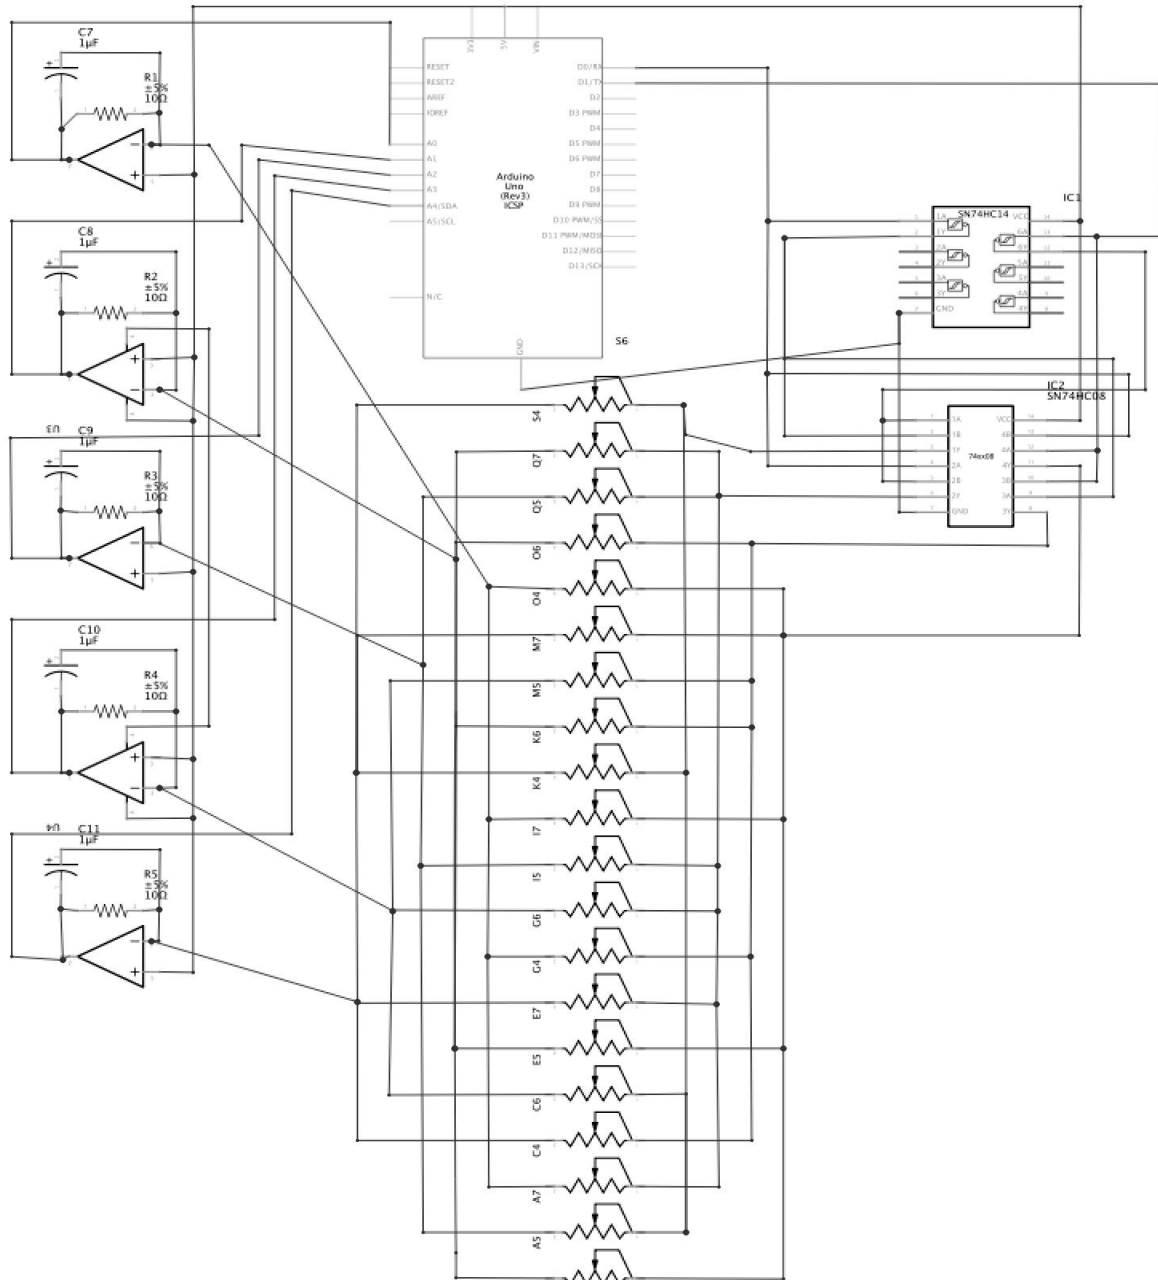 C7
1µF
R1
±5%
10Ω
C8
1µF
R2
±5%
10Ω
U3
C9
1µF
R3
±5%
10Ω
C10
1µF
R4
±5%
10Ω
U4
C11
1µF
R5
±5%
10Ω
3V3
5V
VIN
RESET
RESET2
AREF
IOREF
A0
A1
A2
A3
A4/SDA
A5/SCL
N/C
Arduino
Uno
(Rev3)
ICSP
D0/RX
D1/TX
D2
D3 PWM
D4
D5 PWM
D6 PWM
D7
D8
D9 PWM
D10 PWM/SS
D11 PWM/MOSI
D12/MISO
D13/SCK
GND
IC1
SN74HC14
1A
1Y
2A
2Y
3A
3Y
GND
VCC
6A
6Y
5A
5Y
4A
4Y
IC2
SN74HC08
74xx08
1A
1B
1Y
2A
2B
2Y
GND
VCC
4B
4A
4Y
3B
3A
3Y
S6
S4
Q7
Q5
O6
O4
M7
M5
K6
K4
I7
I5
G6
G4
E7
E5
C6
C4
A7
A5